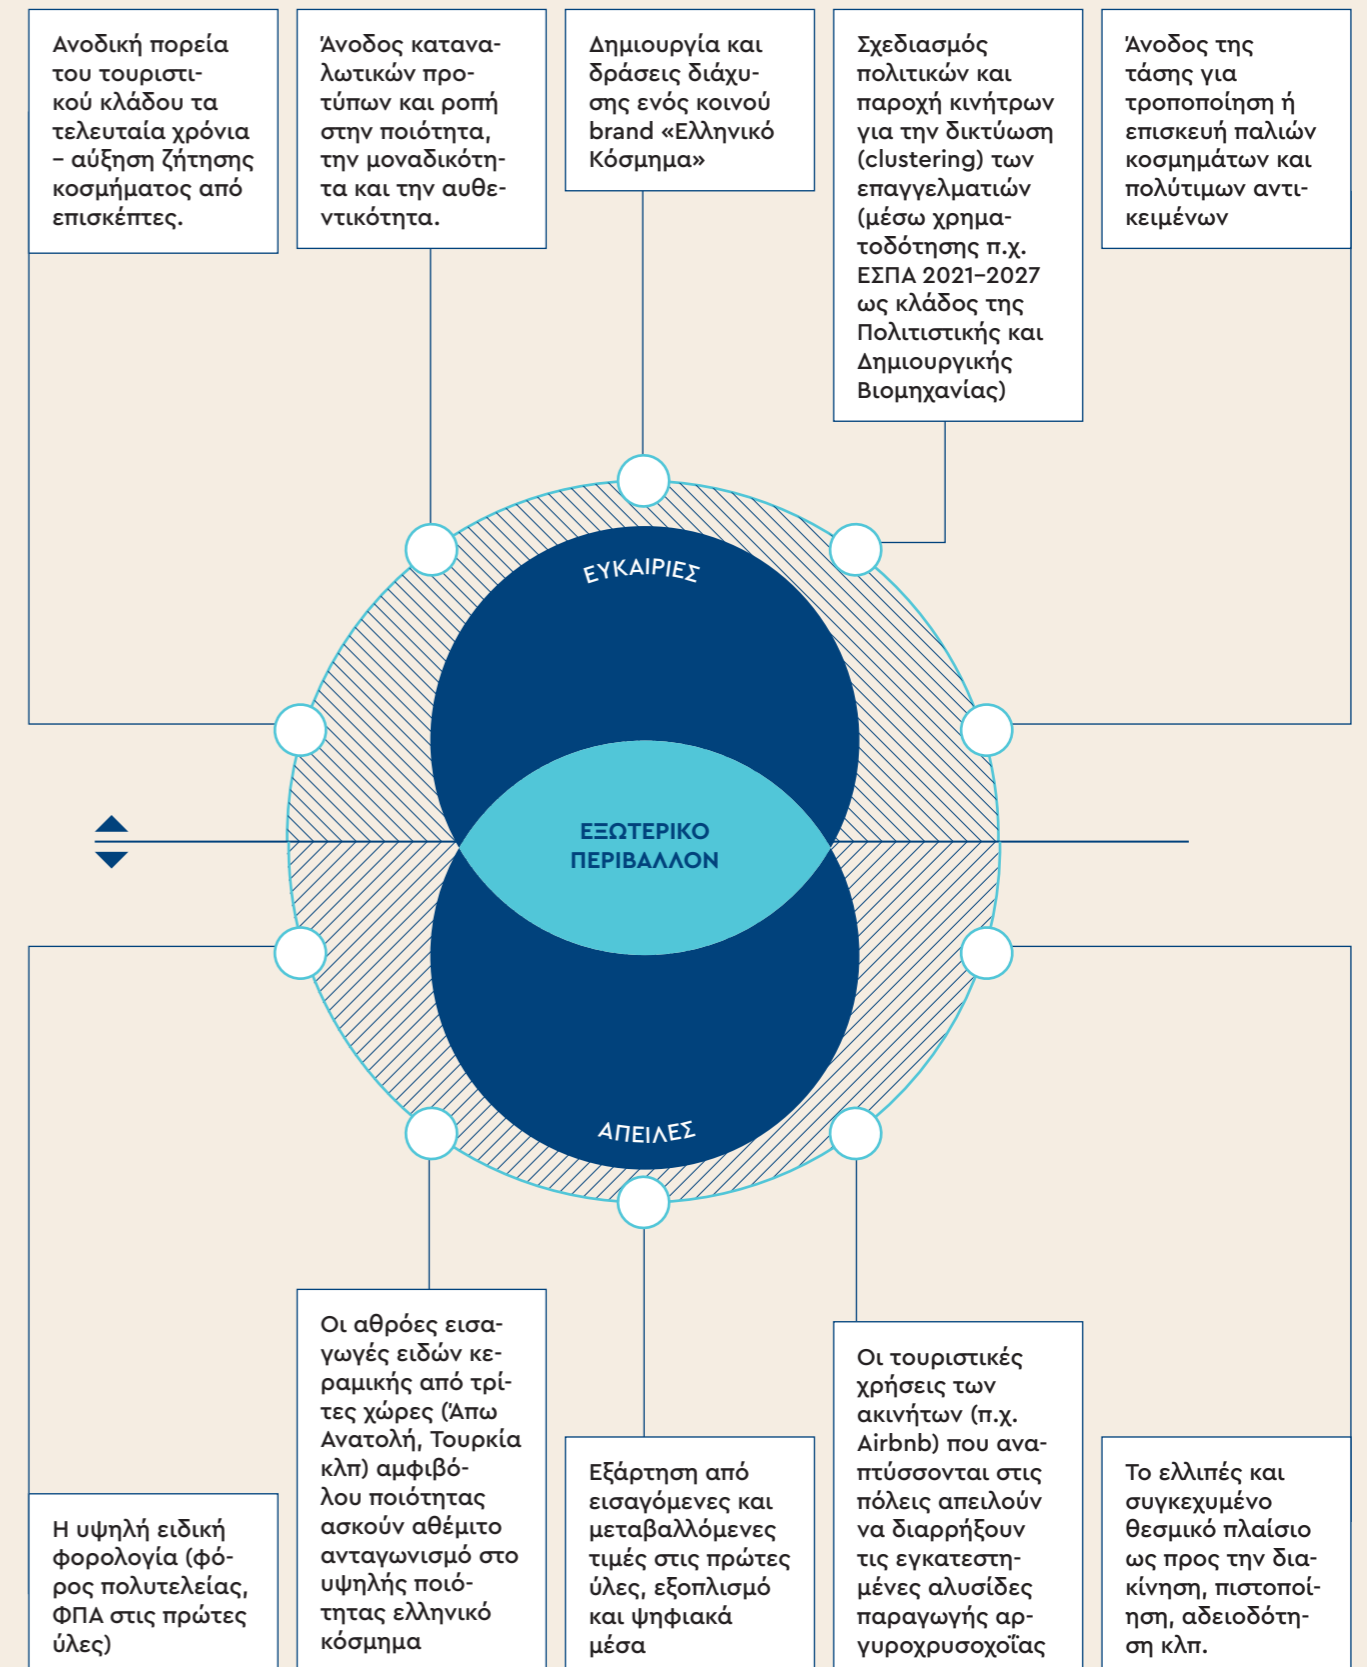 Ανοδική πορεία
του τουριστι-
κού κλάδου τα
τελευταία χρόνια
– αύξηση ζήτησης
κοσμήματος από
επισκέπτες.
Άνοδος κατανα-
λωτικών προ-
τύπων και ροπή
στην ποιότητα,
την μοναδικότη-
τα και την αυθε-
ντικότητα.
Δημιουργία και
δράσεις διάχυ-
σης ενός κοινού
brand «Ελληνικό
Κόσμημα»
Σχεδιασμός
πολιτικών και
παροχή κινήτρων
για την δικτύωση
(clustering) των
επαγγελματιών
(μέσω χρημα-
τοδότησης π.χ.
ΕΣΠΑ 2021–2027
ως κλάδος της
Πολιτιστικής και
Δημιουργικής
Βιομηχανίας)
Άνοδος της
τάσης για
τροποποίηση ή
επισκευή παλιών
κοσμημάτων και
πολύτιμων αντι-
κειμένων
ΕΥΚΑΙΡΙΕΣ
ΕΞΩΤΕΡΙΚΟ
ΠΕΡΙΒΑΛΛΟΝ
ΑΠΕΙΛΕΣ
Η υψηλή ειδική
φορολογία (φό-
ρος πολυτελείας,
ΦΠΑ στις πρώτες
ύλες)
Οι αθρόες εισα-
γωγές ειδών κε-
ραμικής από τρί-
τες χώρες (Άπω
Ανατολή, Τουρκία
κλπ) αμφιβό-
λου ποιότητας
ασκούν αθέμιτο
ανταγωνισμό στο
υψηλής ποιό-
τητας ελληνικό
κόσμημα
Εξάρτηση από
εισαγόμενες και
μεταβαλλόμενες
τιμές στις πρώτες
ύλες, εξοπλισμό
και ψηφιακά
μέσα
Οι τουριστικές
χρήσεις των
ακινήτων (π.χ.
Airbnb) που ανα-
πτύσσονται στις
πόλεις απειλούν
να διαρρήξουν
τις εγκατεστη-
μένες αλυσίδες
παραγωγής αρ-
γυροχρυσοχοΐας
Το ελλιπές και
συγκεχυμένο
θεσμικό πλαίσιο
ως προς την δια-
κίνηση, πιστοποί-
ηση, αδειοδότη-
ση κλπ.